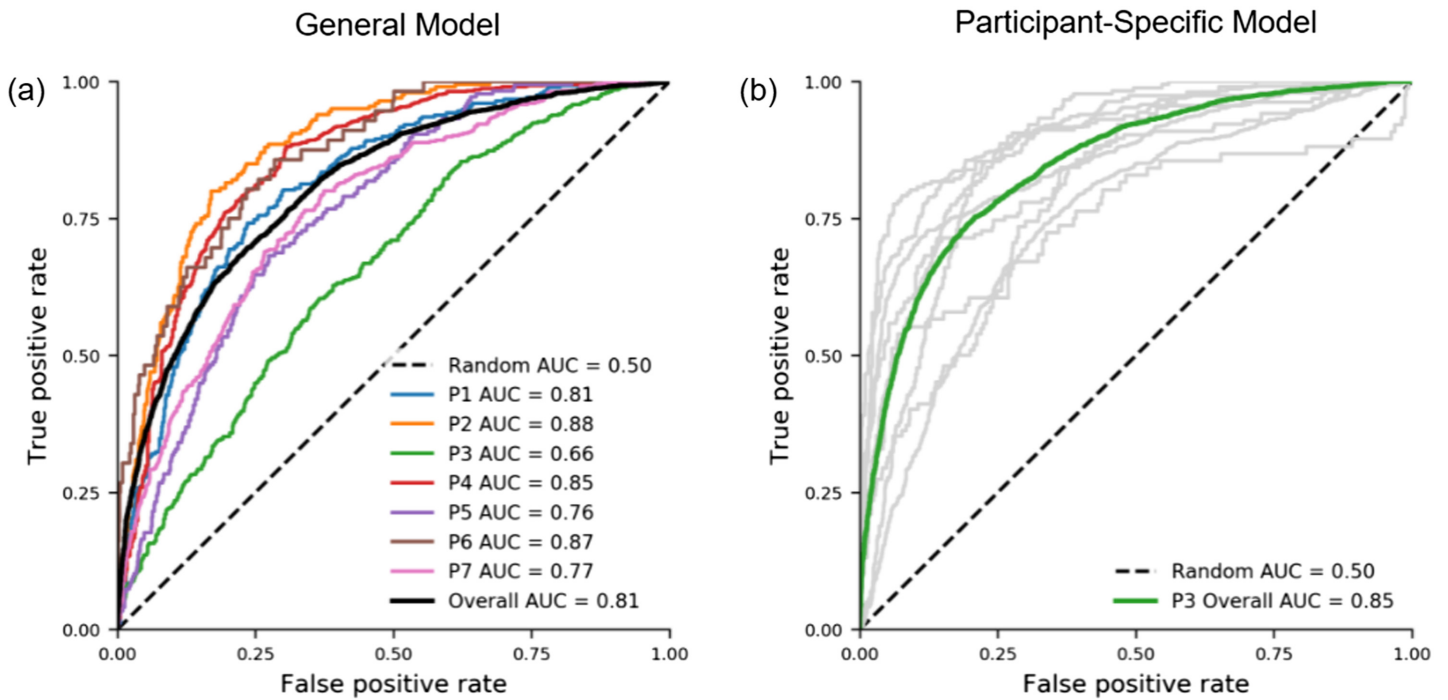 General Model
Participant-Specific Model
(a)
1.00
0.75
0.50
0.25
0.00
True positive rate
Random AUC = 0.50
P1 AUC = 0.81
P2 AUC = 0.88
P3 AUC = 0.66
P4 AUC = 0.85
P5 AUC = 0.76
P6 AUC = 0.87
P7 AUC = 0.77
Overall AUC = 0.81
0.00 0.25 0.50 0.75 1.00
False positive rate
(b)
1.00
0.75
0.50
0.25
0.00
True positive rate
Random AUC = 0.50
P3 Overall AUC = 0.85
0.00 0.25 0.50 0.75 1.00
False positive rate